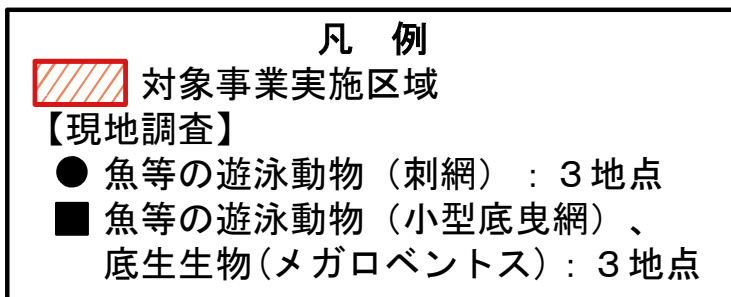 凡　例
対象事業実施区域
【現地調査】
● 魚等の遊泳動物（刺網）：３地点
■ 魚等の遊泳動物（小型底曳網）、
底生生物(メガロベントス)：３地点